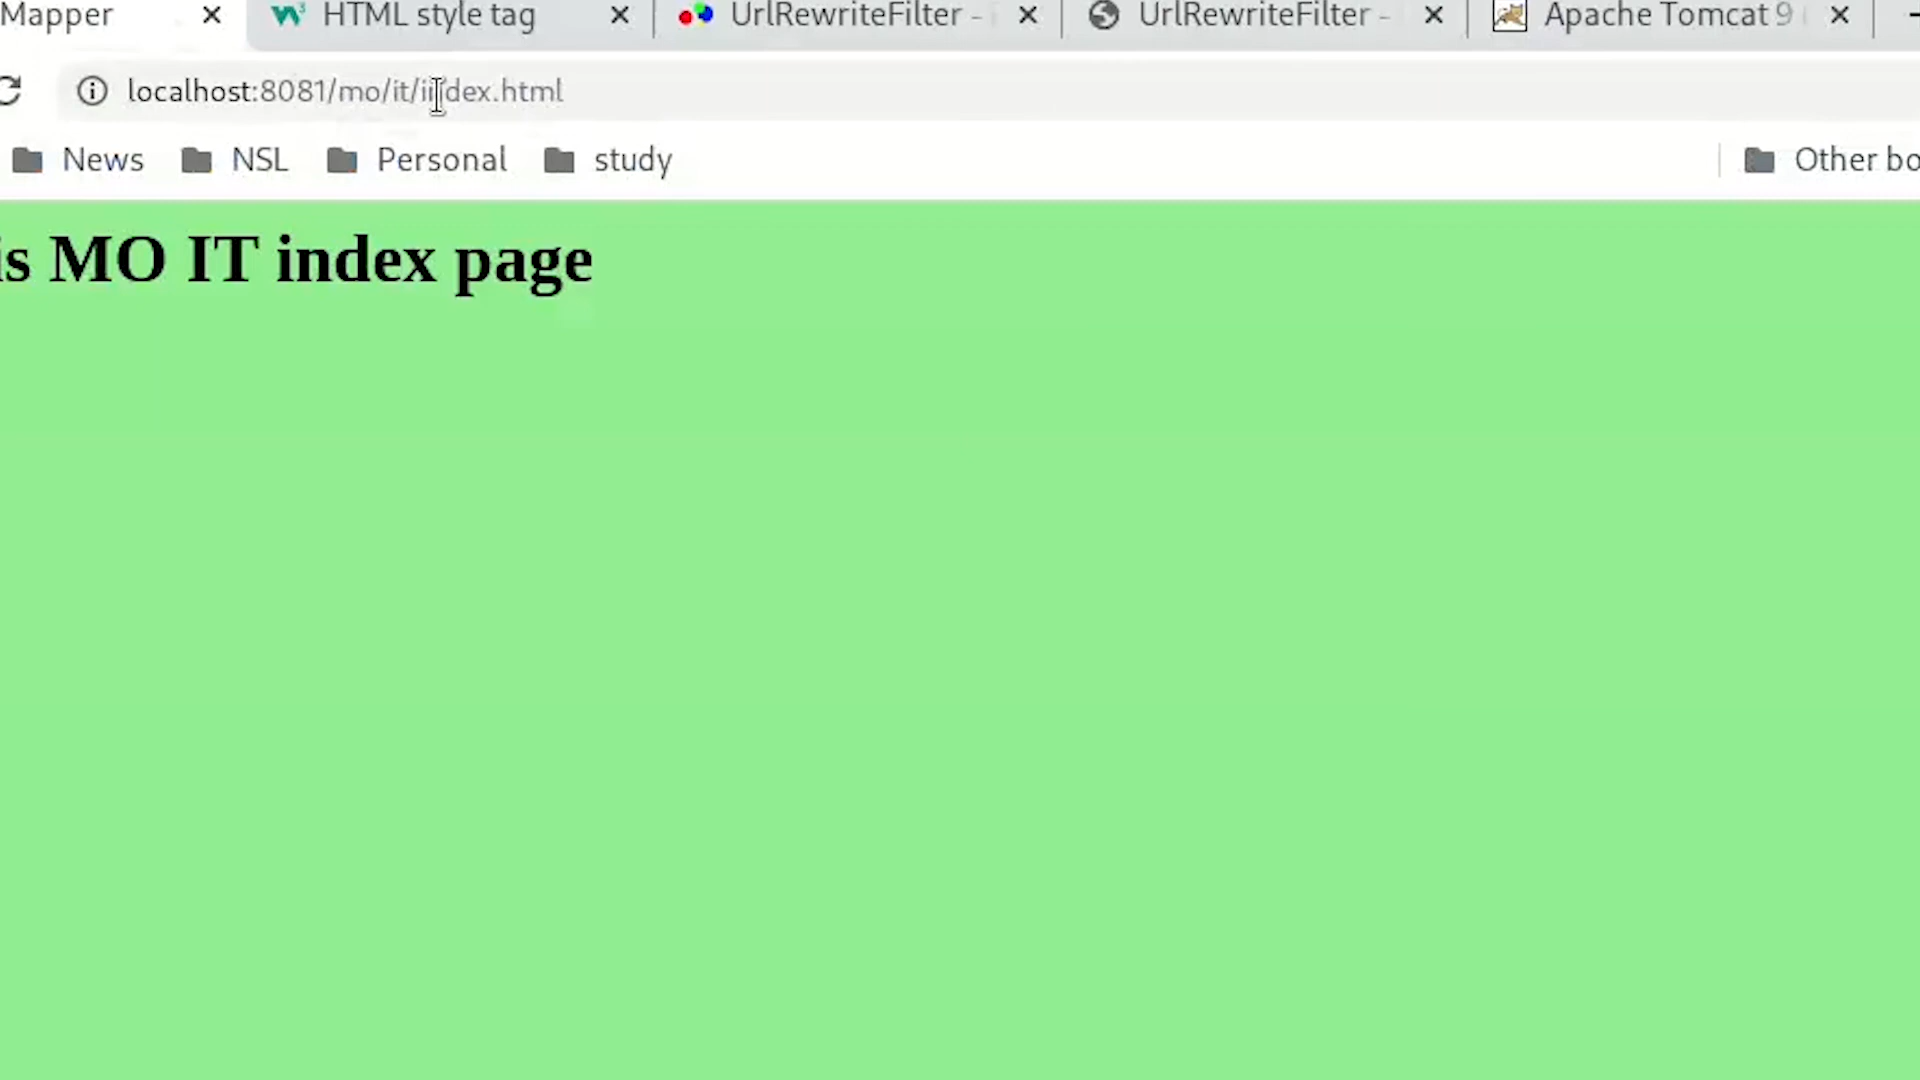 Mapper HTML style tag UrlRewriteFilter - UrlRewriteFilter - Apache Tomcat 9
localhost:8081/mo/it/index.html
News NSL Personal study Other bo
is MO IT index page